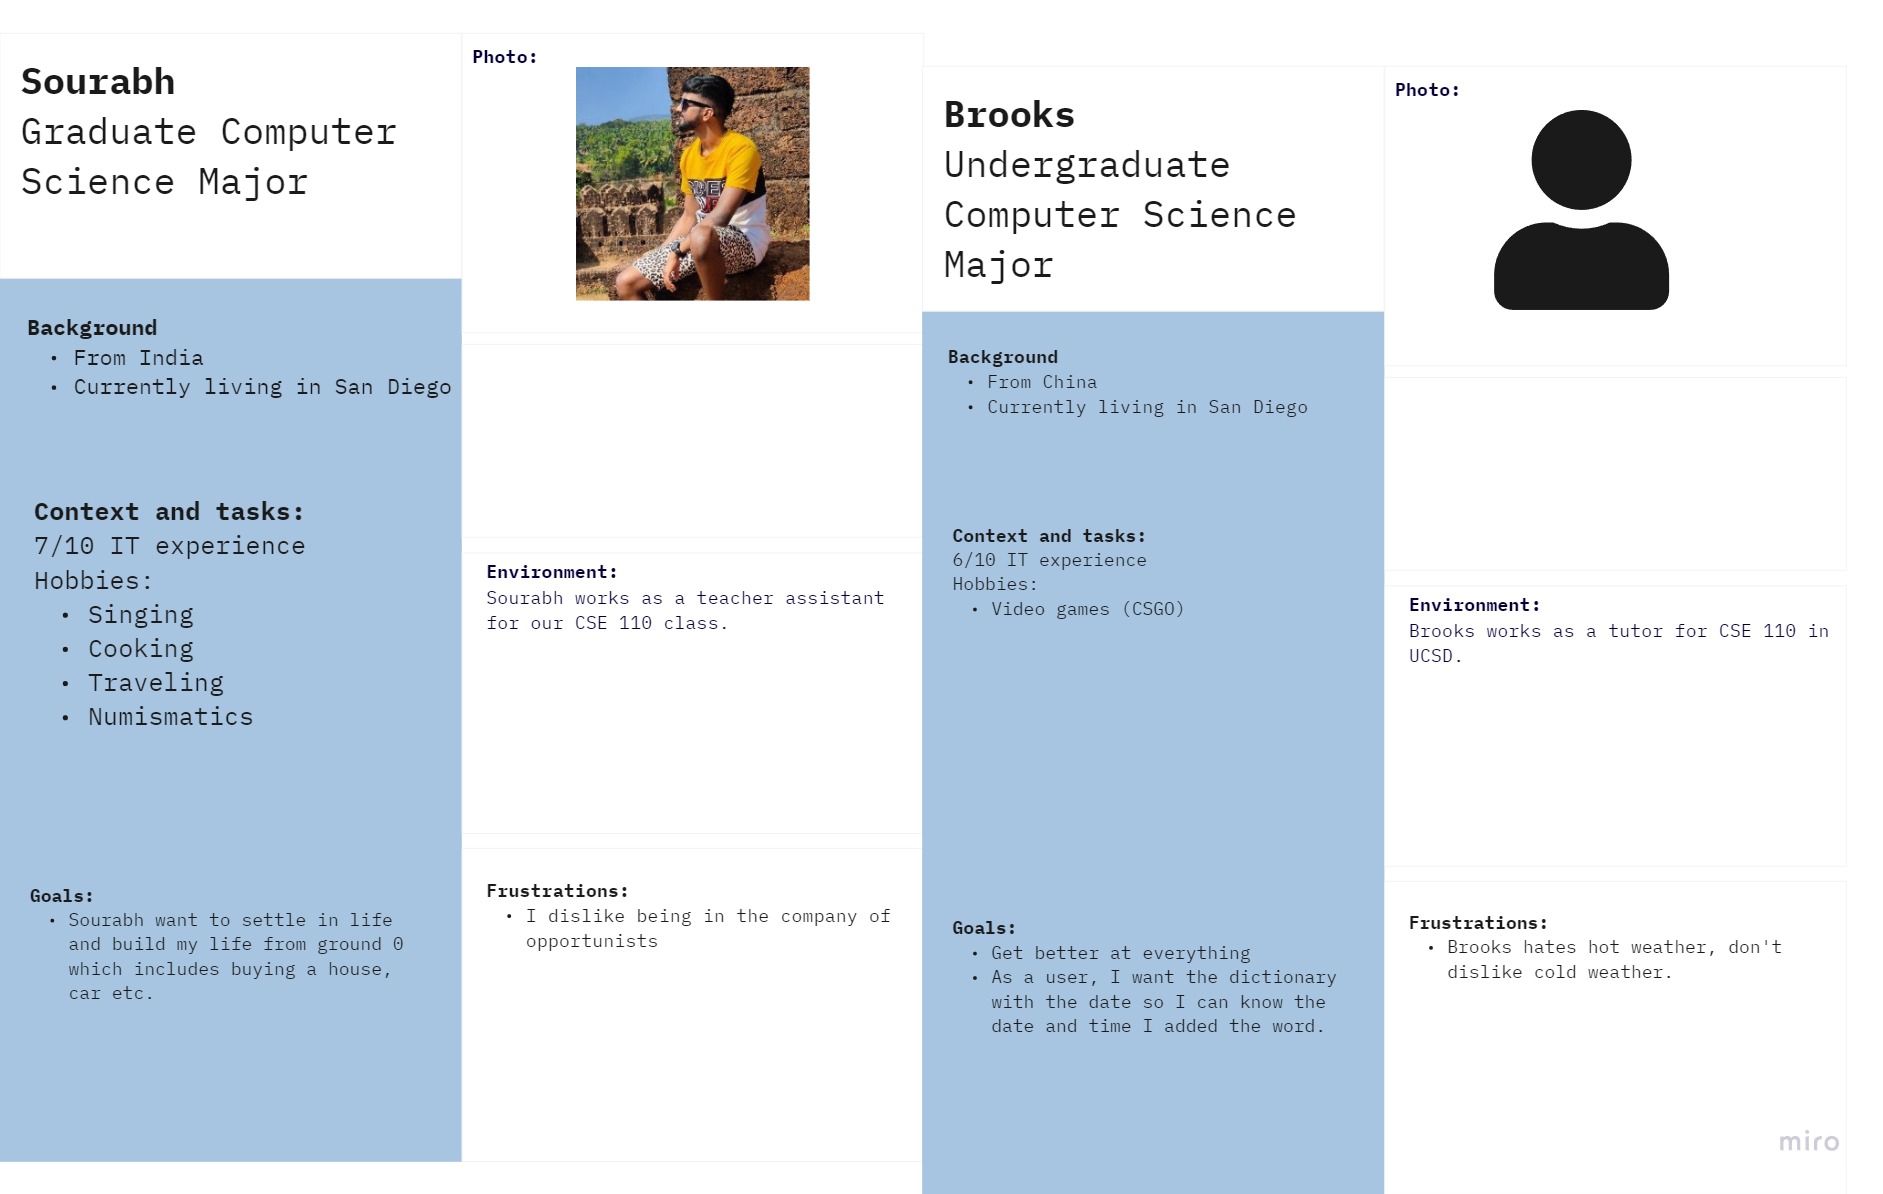 Sourabh
Graduate Computer
Science Major
Photo:
Background
• From India
• Currently living in San Diego
Context and tasks:
7/10 IT experience
Hobbies:
• Singing
• Cooking
• Traveling
• Numismatics
Environment:
Sourabh works as a teacher assistant
for our CSE 110 class.
Goals:
• Sourabh want to settle in life
and build my life from ground 0
which includes buying a house,
car etc.
Frustrations:
• I dislike being in the company of
opportunists
Brooks
Undergraduate
Computer Science
Major
Photo:
Background
• From China
• Currently living in San Diego
Context and tasks:
6/10 IT experience
Hobbies:
• Video games (CSGO)
Environment:
Brooks works as a tutor for CSE 110 in
UCSD.
Goals:
• Get better at everything
• As a user, I want the dictionary
with the date so I can know the
date and time I added the word.
Frustrations:
• Brooks hates hot weather, don't
dislike cold weather.
miro